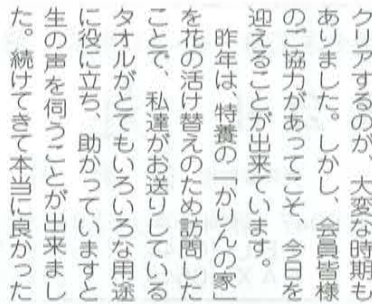 クリアするのが、大変な時期も
ありました。しかし、会員皆様
のご協力があってこそ、今日を
迎えることが出来ています。
昨年は、特養の「かりんの家」
を花の活け替えのため訪問した
ことで、私達がお送りしている
タオルがとてもいろいろな用途
に役に立ち、助かっていますと
生の声を伺うことが出来まし
た。続けてきて本当に良かった